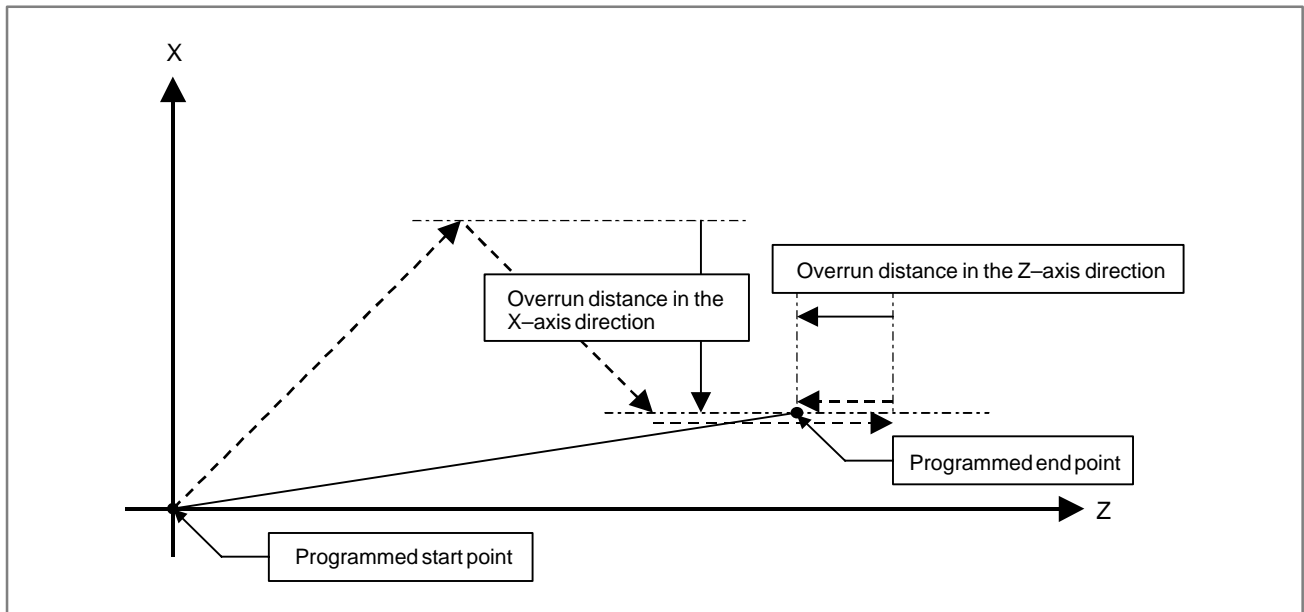 X
Overrun distance in the Z–axis direction
Overrun distance in the
X–axis direction
Programmed end point
Z
Programmed start point